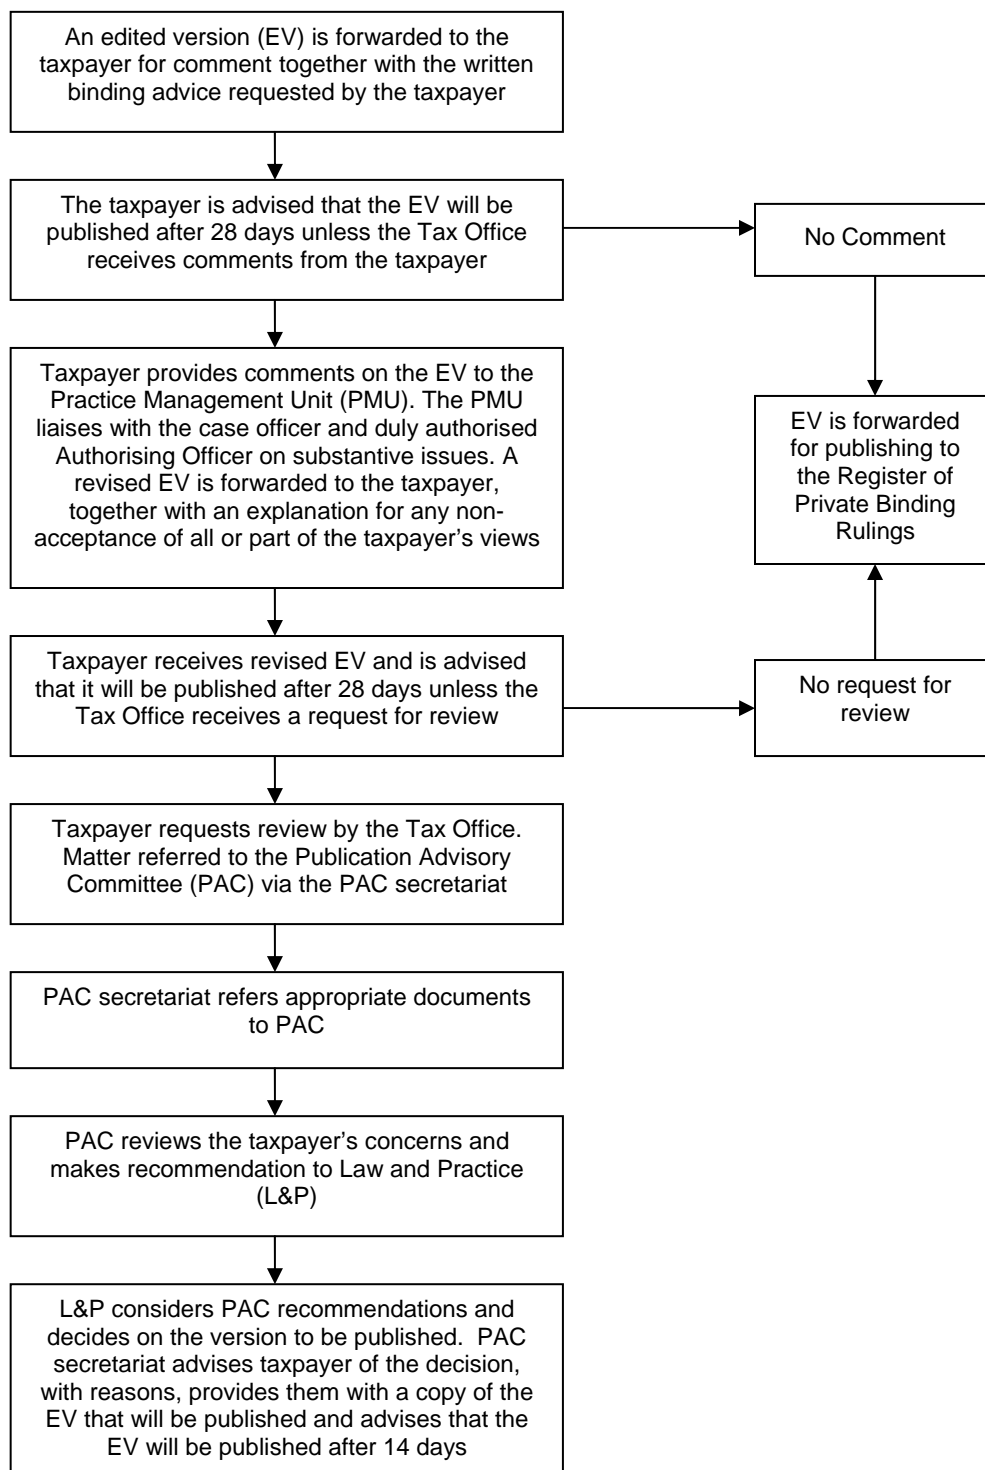 An edited version (EV) is forwarded to the
taxpayer for comment together with the written
binding advice requested by the taxpayer
The taxpayer is advised that the EV will be
published after 28 days unless the Tax Office
receives comments from the taxpayer
No Comment
Taxpayer provides comments on the EV to the
Practice Management Unit (PMU). The PMU
liaises with the case officer and duly authorised
Authorising Officer on substantive issues. A
revised EV is forwarded to the taxpayer,
together with an explanation for any non-
acceptance of all or part of the taxpayer’s views
EV is forwarded
for publishing to
the Register of
Private Binding
Rulings
Taxpayer receives revised EV and is advised
that it will be published after 28 days unless the
Tax Office receives a request for review
No request for
review
Taxpayer requests review by the Tax Office.
Matter referred to the Publication Advisory
Committee (PAC) via the PAC secretariat
PAC secretariat refers appropriate documents
to PAC
PAC reviews the taxpayer’s concerns and
makes recommendation to Law and Practice
(L&P)
L&P considers PAC recommendations and
decides on the version to be published.  PAC
secretariat advises taxpayer of the decision,
with reasons, provides them with a copy of the
EV that will be published and advises that the
EV will be published after 14 days